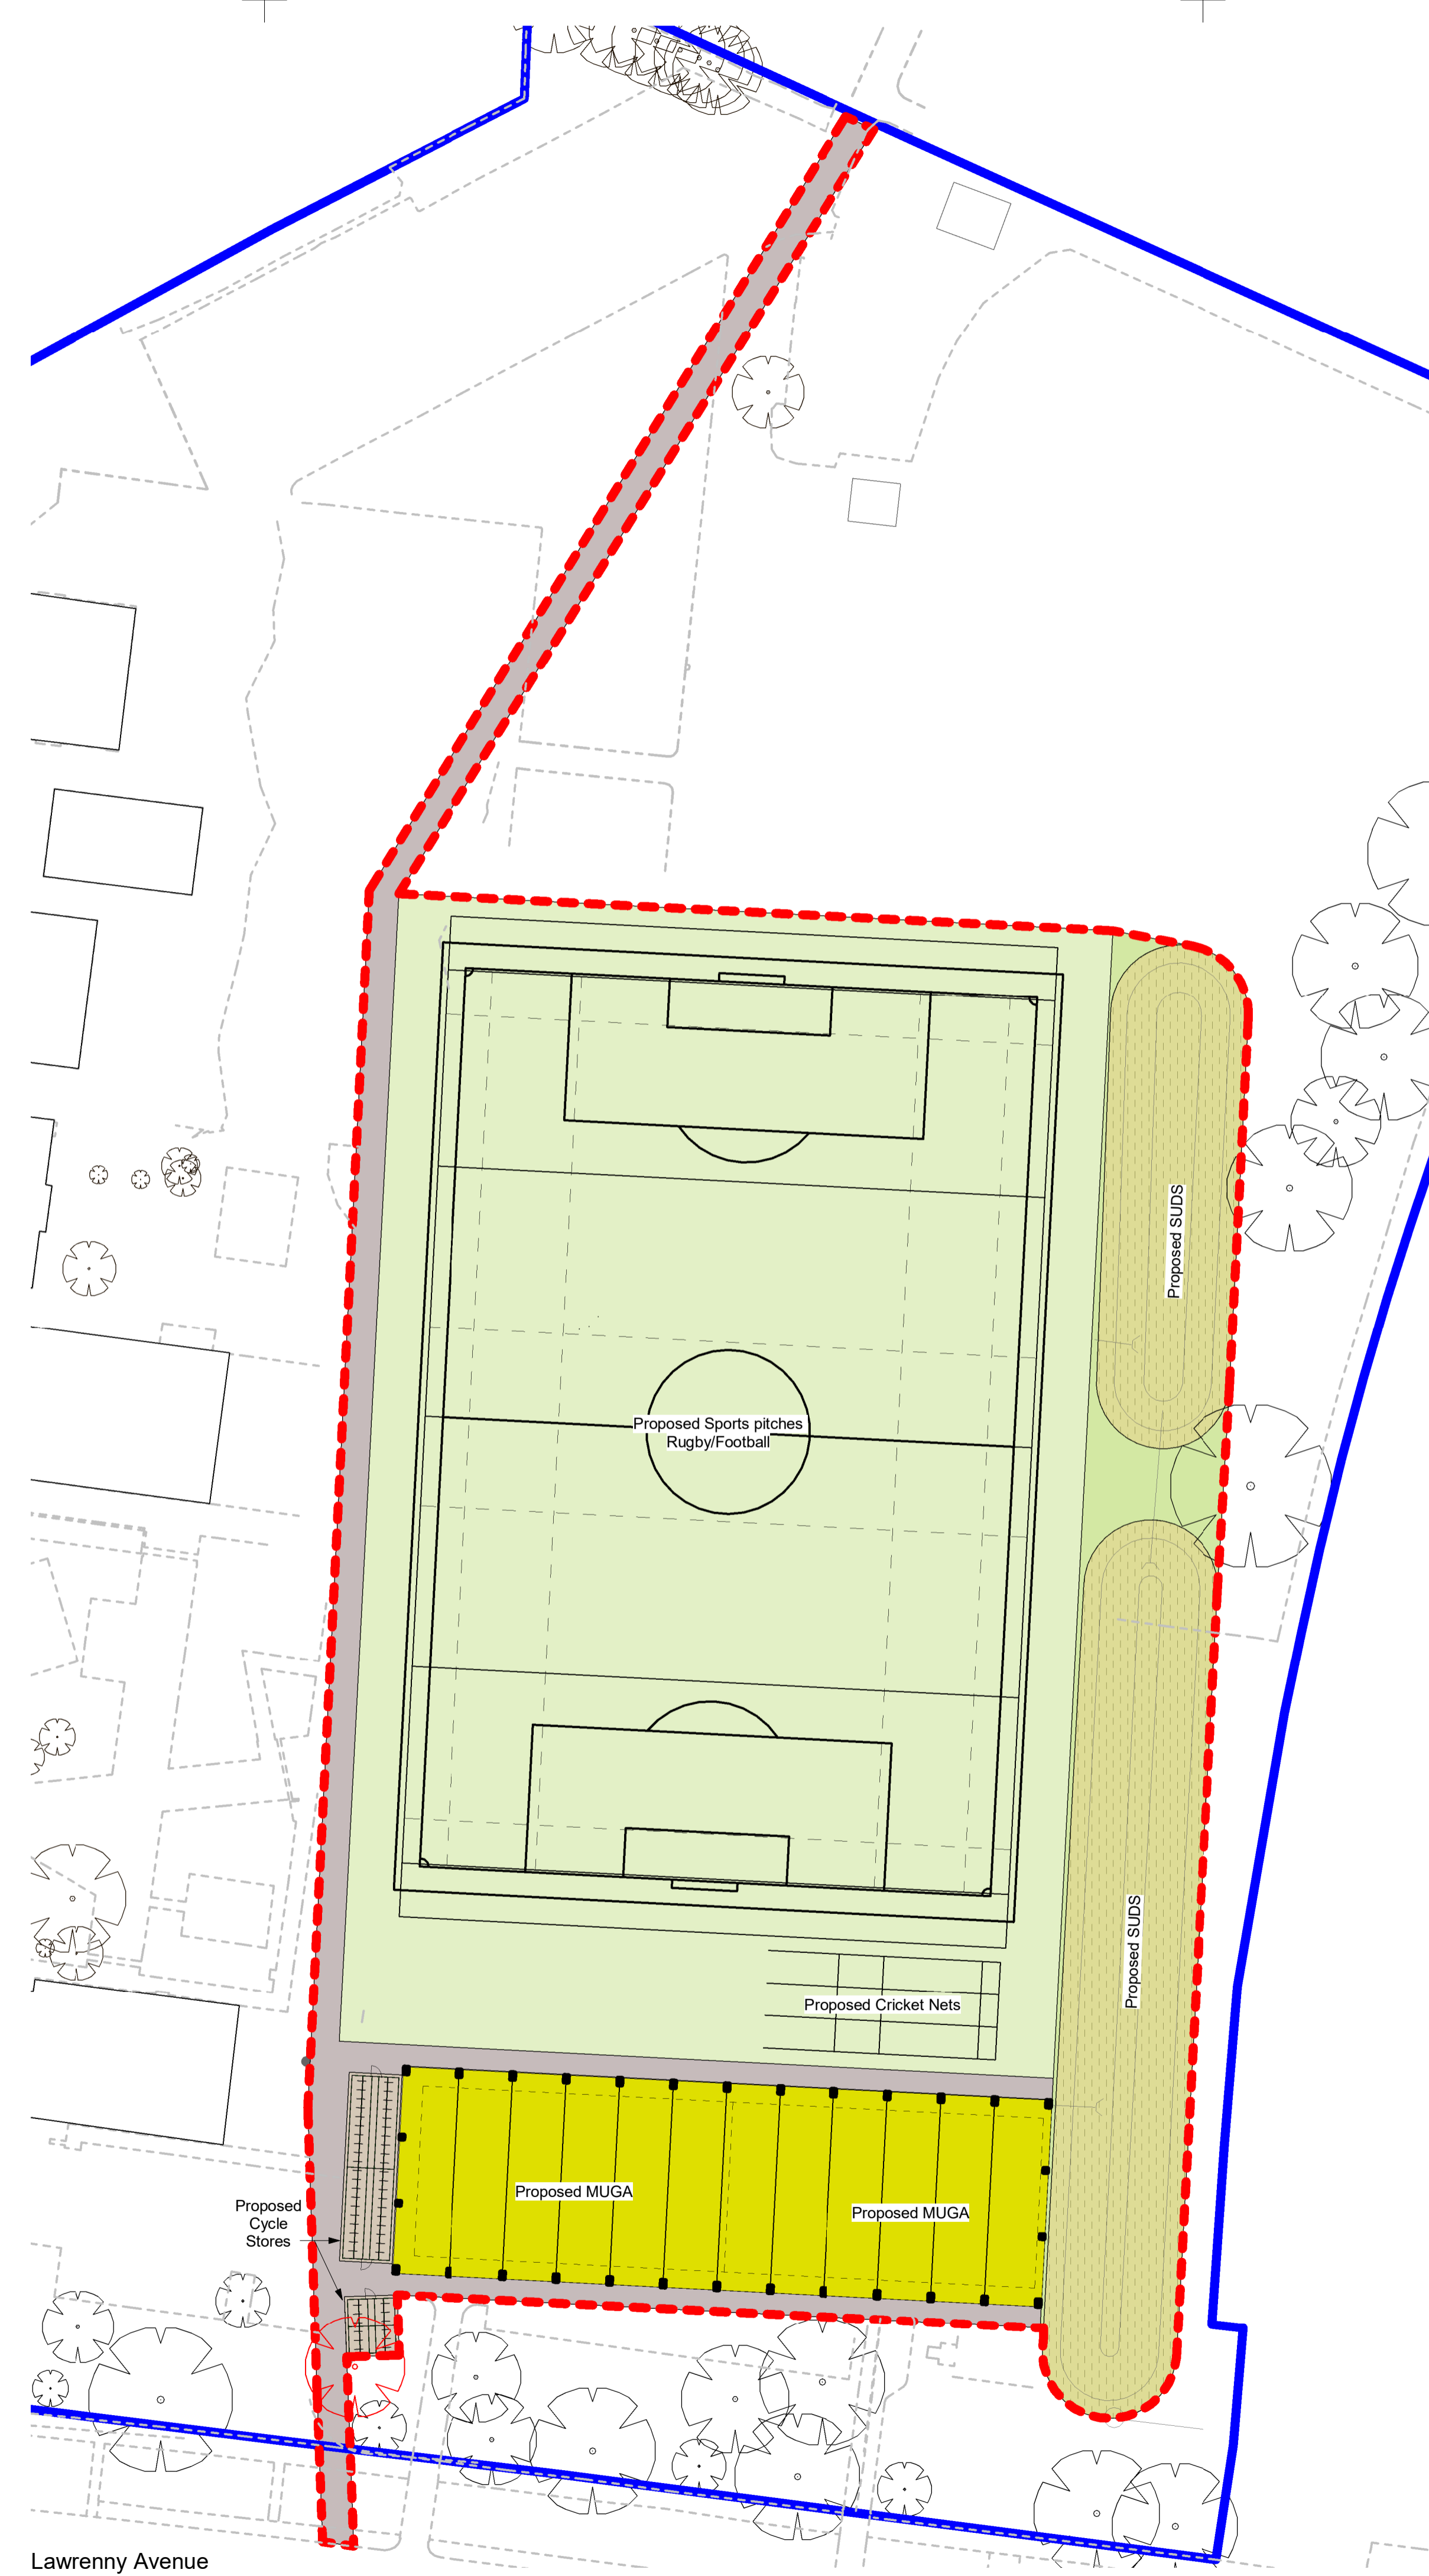 Proposed SUDS
Proposed Sports pitches
Rugby/Football
Proposed SUDS
Proposed Cricket Nets
Proposed MUGA
Proposed MUGA
Proposed
Cycle
Stores
Lawrenny Avenue